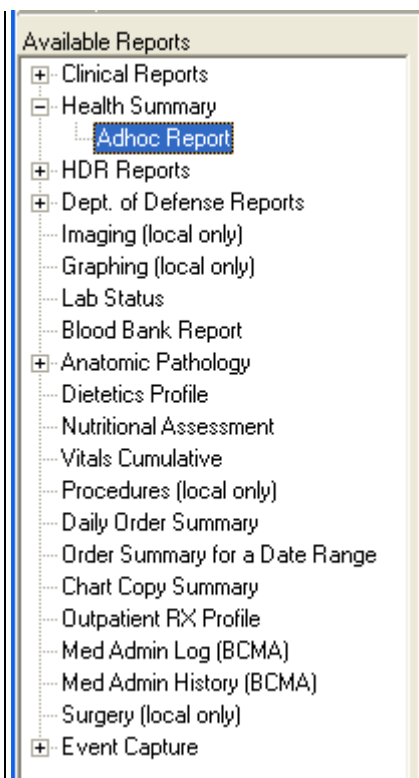 Available Reports
Clinical Reports
Health Summary
Adhoc Report
HDR Reports
Dept. of Defense Reports
Imaging (local only)
Graphing (local only)
Lab Status
Blood Bank Report
Anatomic Pathology
Dietetics Profile
Nutritional Assessment
Vitals Cumulative
Procedures (local only)
Daily Order Summary
Order Summary for a Date Range
Chart Copy Summary
Outpatient RX Profile
Med Admin Log (BCMA)
Med Admin History (BCMA)
Surgery (local only)
Event Capture